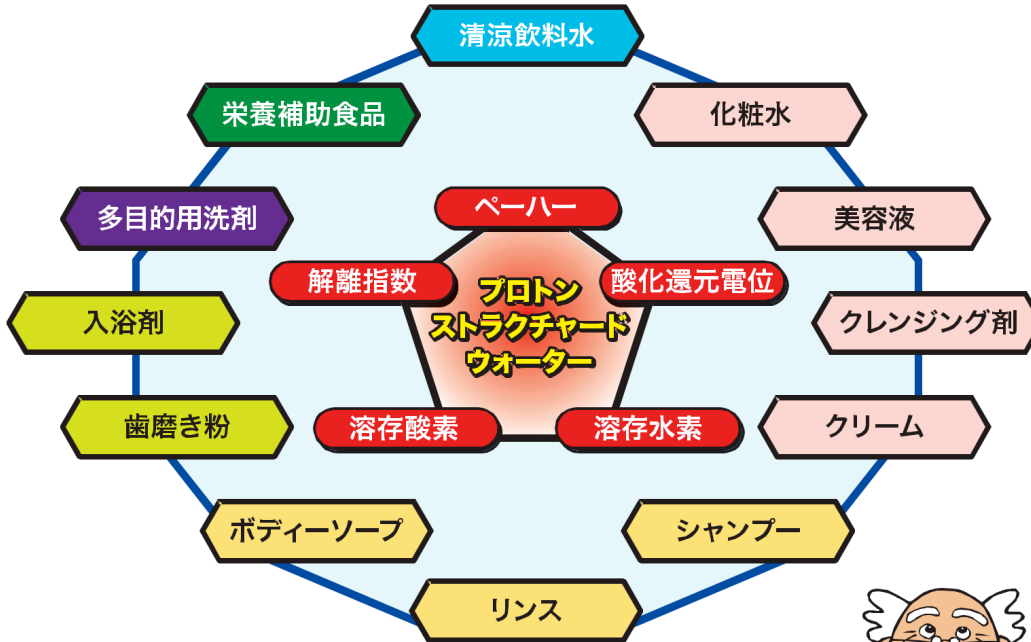 清涼飲料水
栄養補助食品
化粧水
多目的用洗剤
ペーハー
美容液
解離指数
酸化還元電位
プロトン
ストラクチャード
ウォーター
入浴剤
クレンジング剤
歯磨き粉
溶存酸素
溶存水素
クリーム
ボディーソープ
シャンプー
リンス